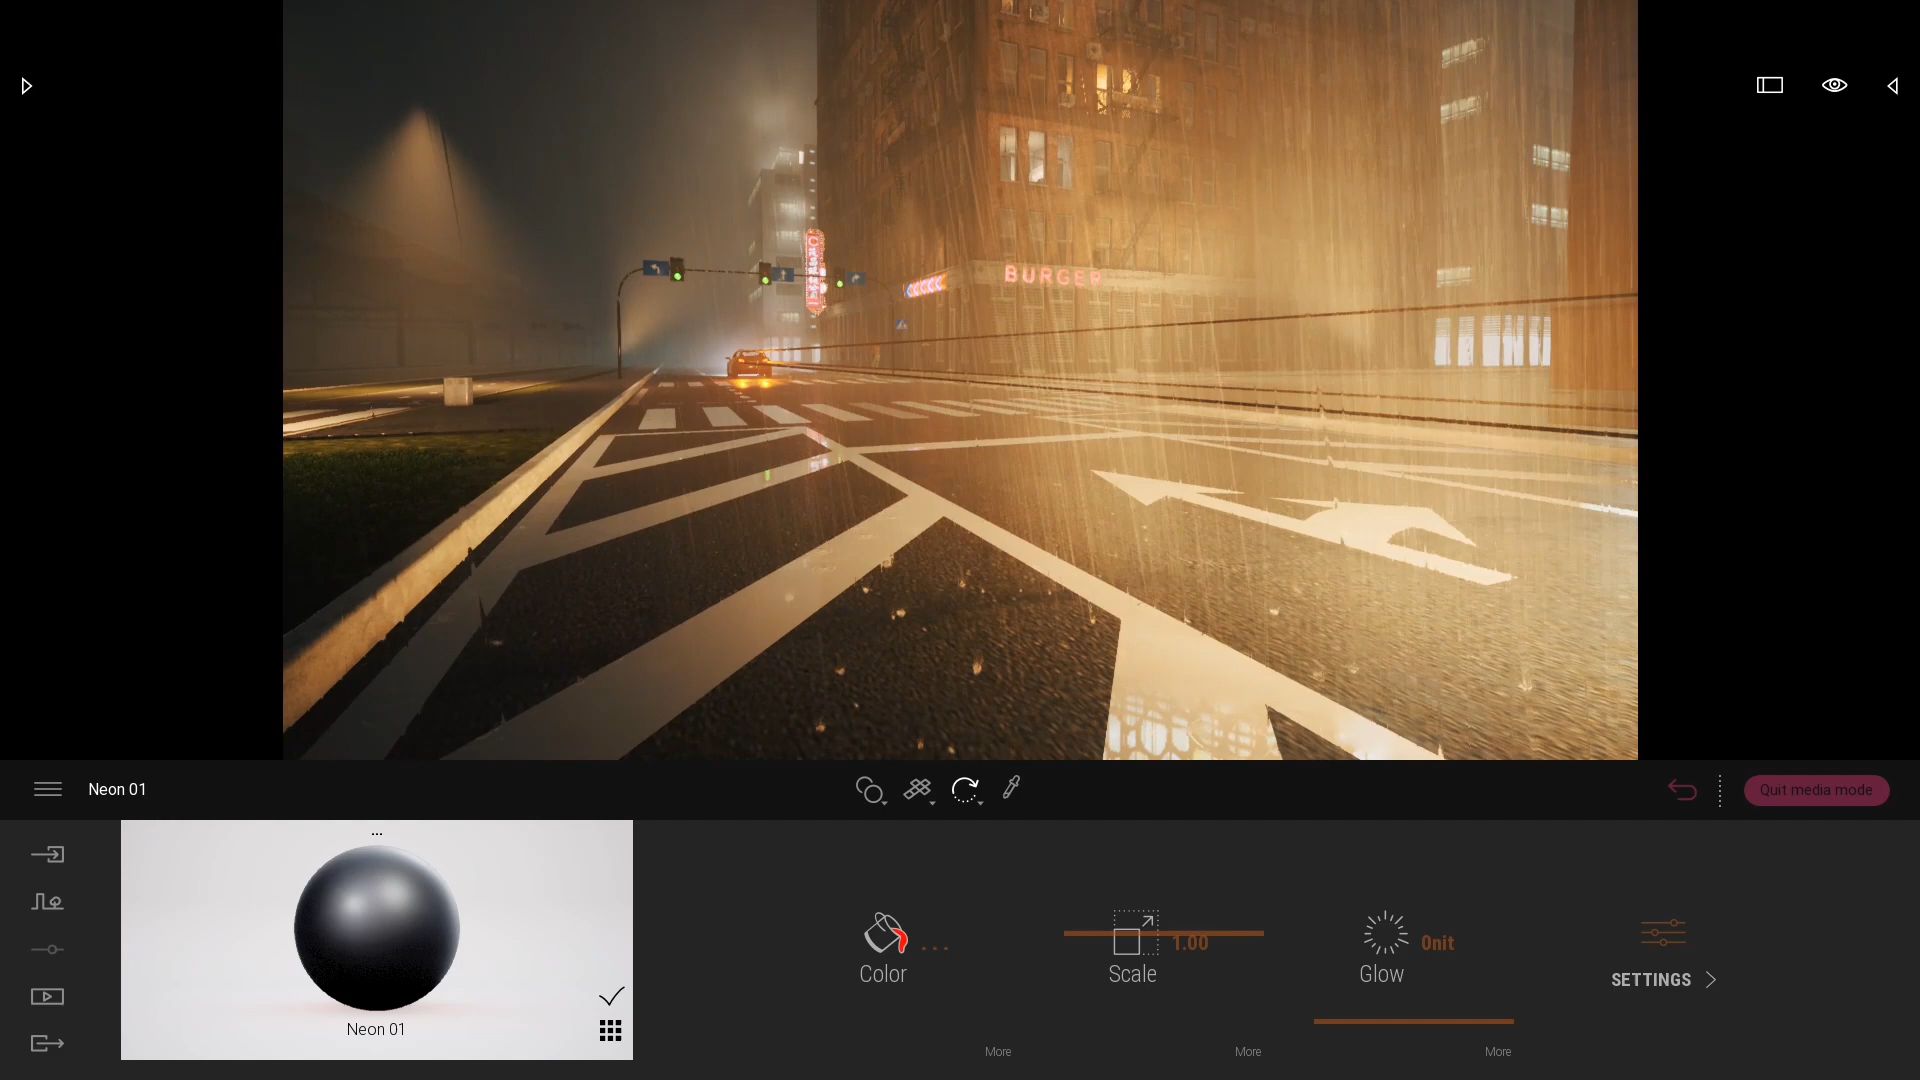 BURGER
Neon 01
Quit media mode
...
Neon 01
Color
...
More
Scale
1.00
More
Glow
0nit
More
SETTINGS